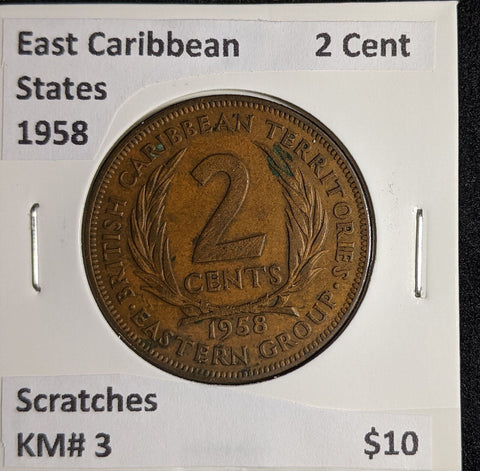 East Caribbean 2 Cent
States
1958
BRITISH CARIBBEAN TERRITORIES·
·EASTERN GROUP·
2
CENTS
1958
Scratches
KM# 3 $10